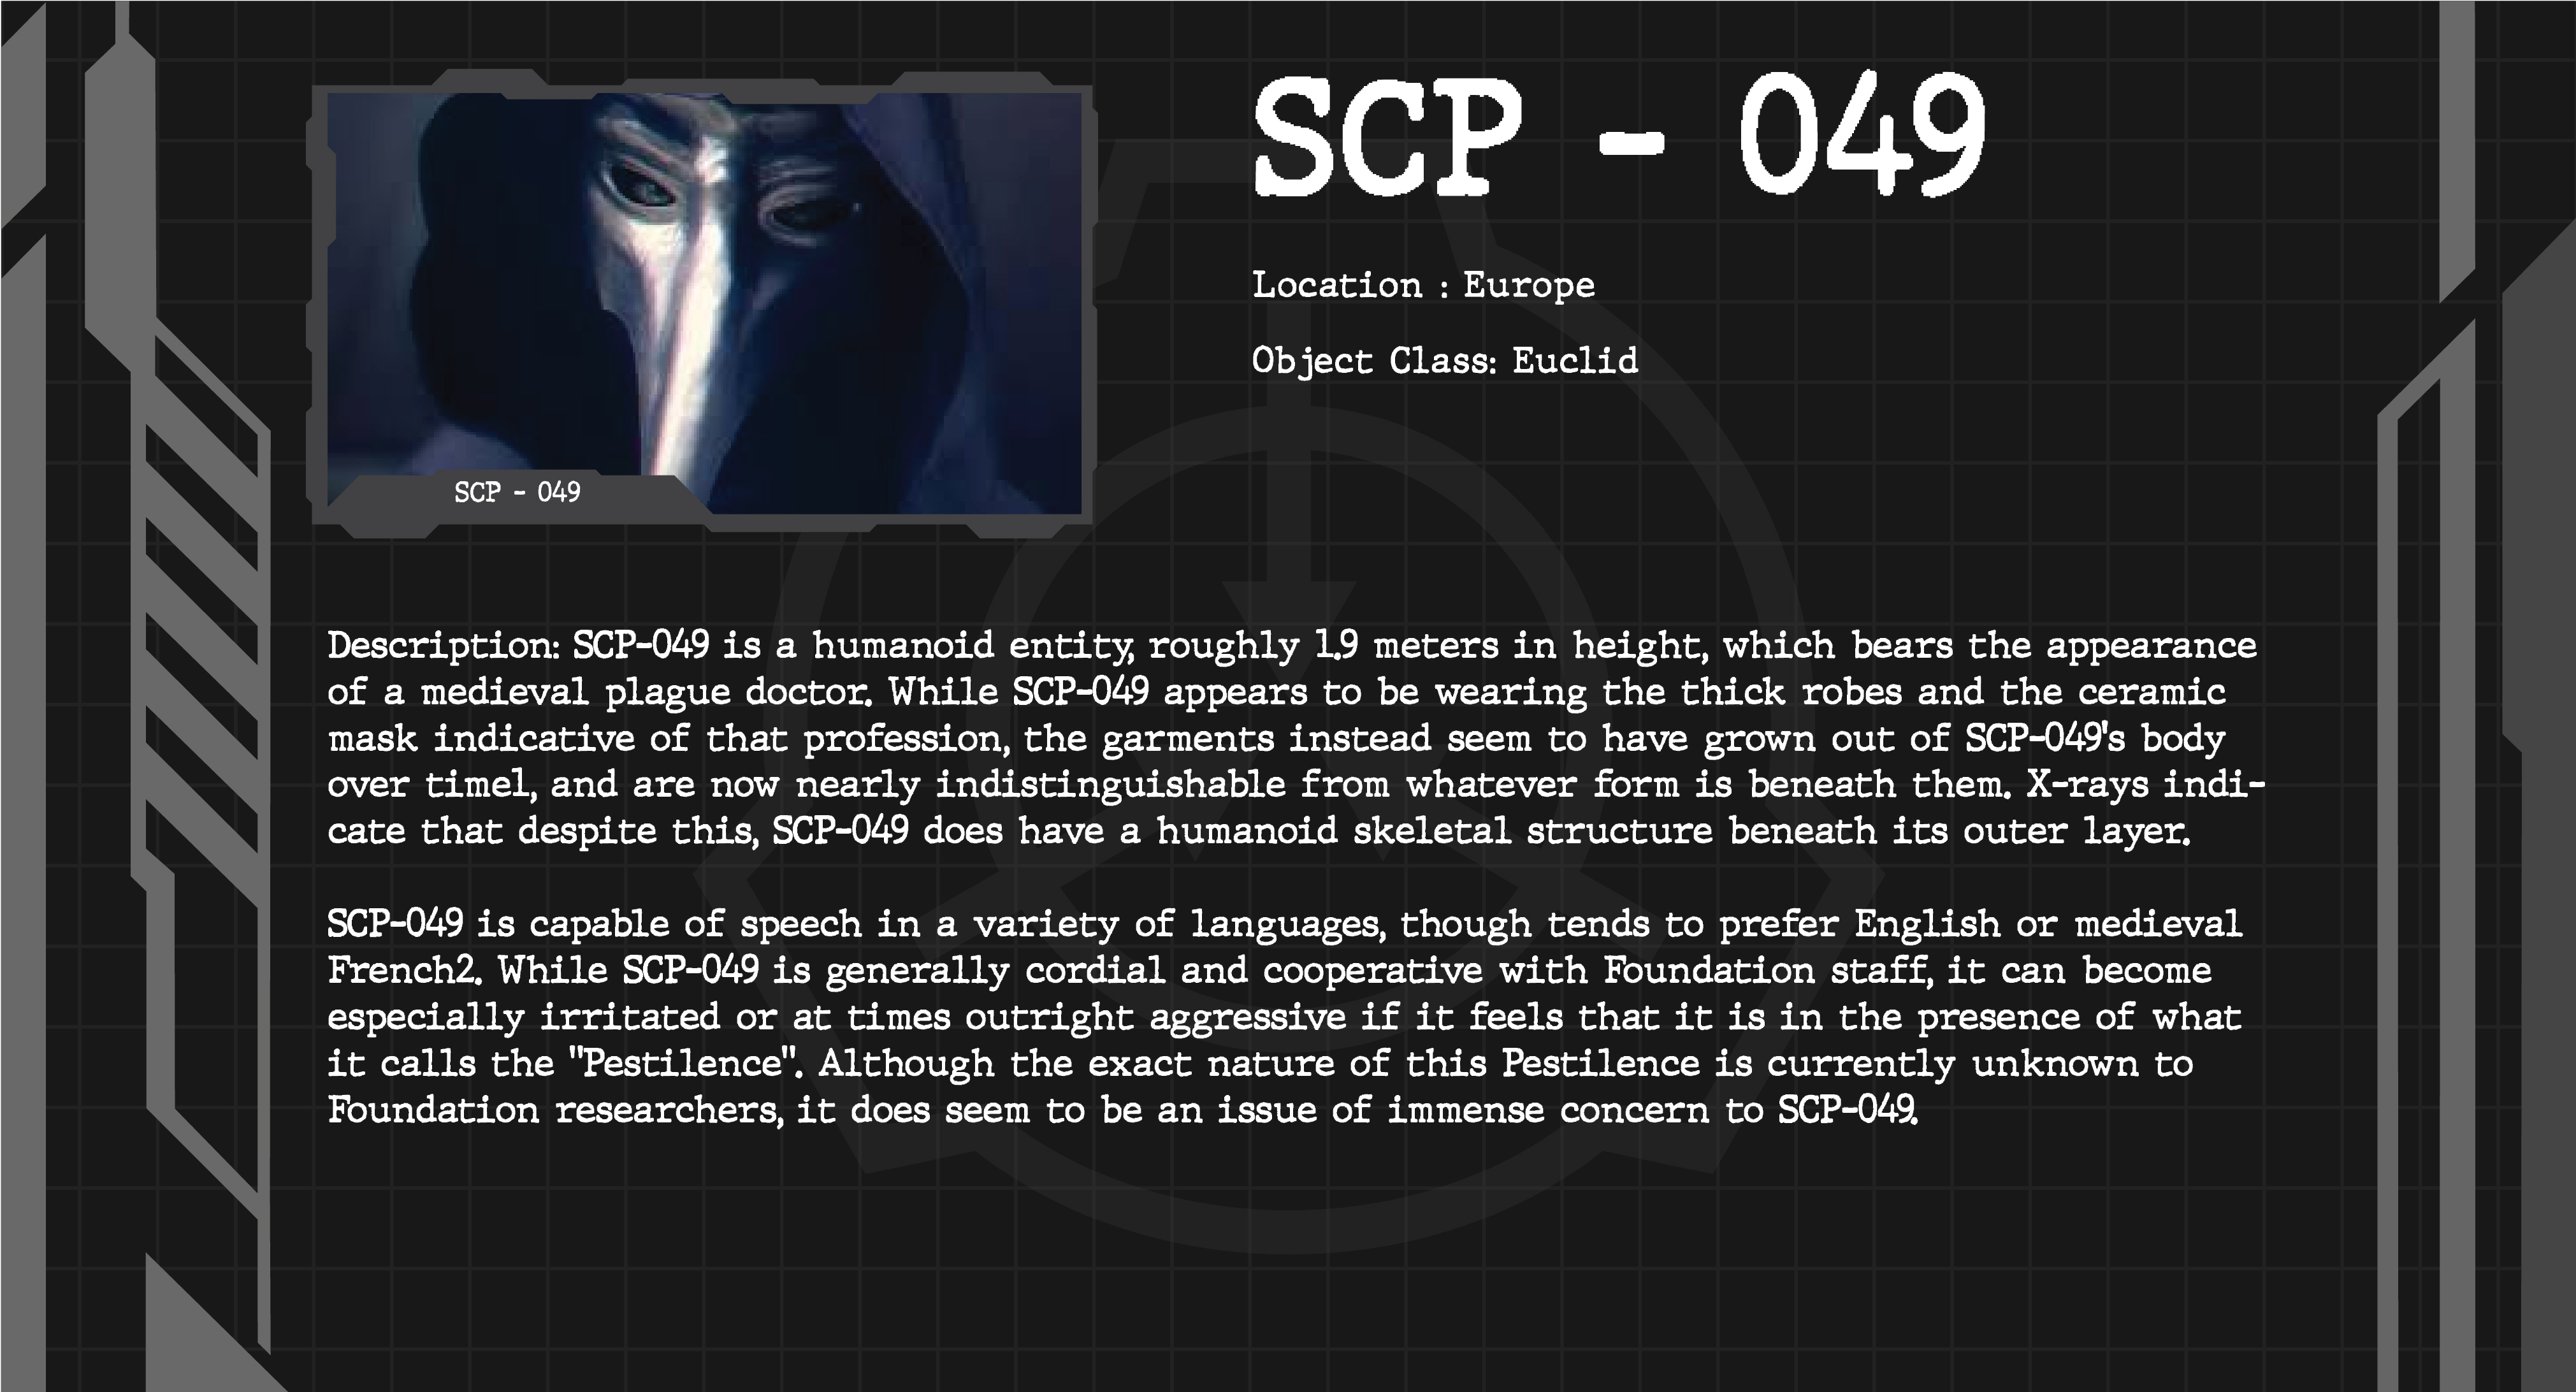 SCP - 049
Location : Europe
Object Class: Euclid
SCP - 049
Description: SCP-049 is a humanoid entity, roughly 1.9 meters in height, which bears the appearance
of a medieval plague doctor. While SCP-049 appears to be wearing the thick robes and the ceramic
mask indicative of that profession, the garments instead seem to have grown out of SCP-049's body
over timel, and are now nearly indistinguishable from whatever form is beneath them. X-rays indi-
cate that despite this, SCP-049 does have a humanoid skeletal structure beneath its outer layer.
SCP-049 is capable of speech in a variety of languages, though tends to prefer English or medieval
French2. While SCP-049 is generally cordial and cooperative with Foundation staff, it can become
especially irritated or at times outright aggressive if it feels that it is in the presence of what
it calls the "Pestilence". Although the exact nature of this Pestilence is currently unknown to
Foundation researchers, it does seem to be an issue of immense concern to SCP-049.